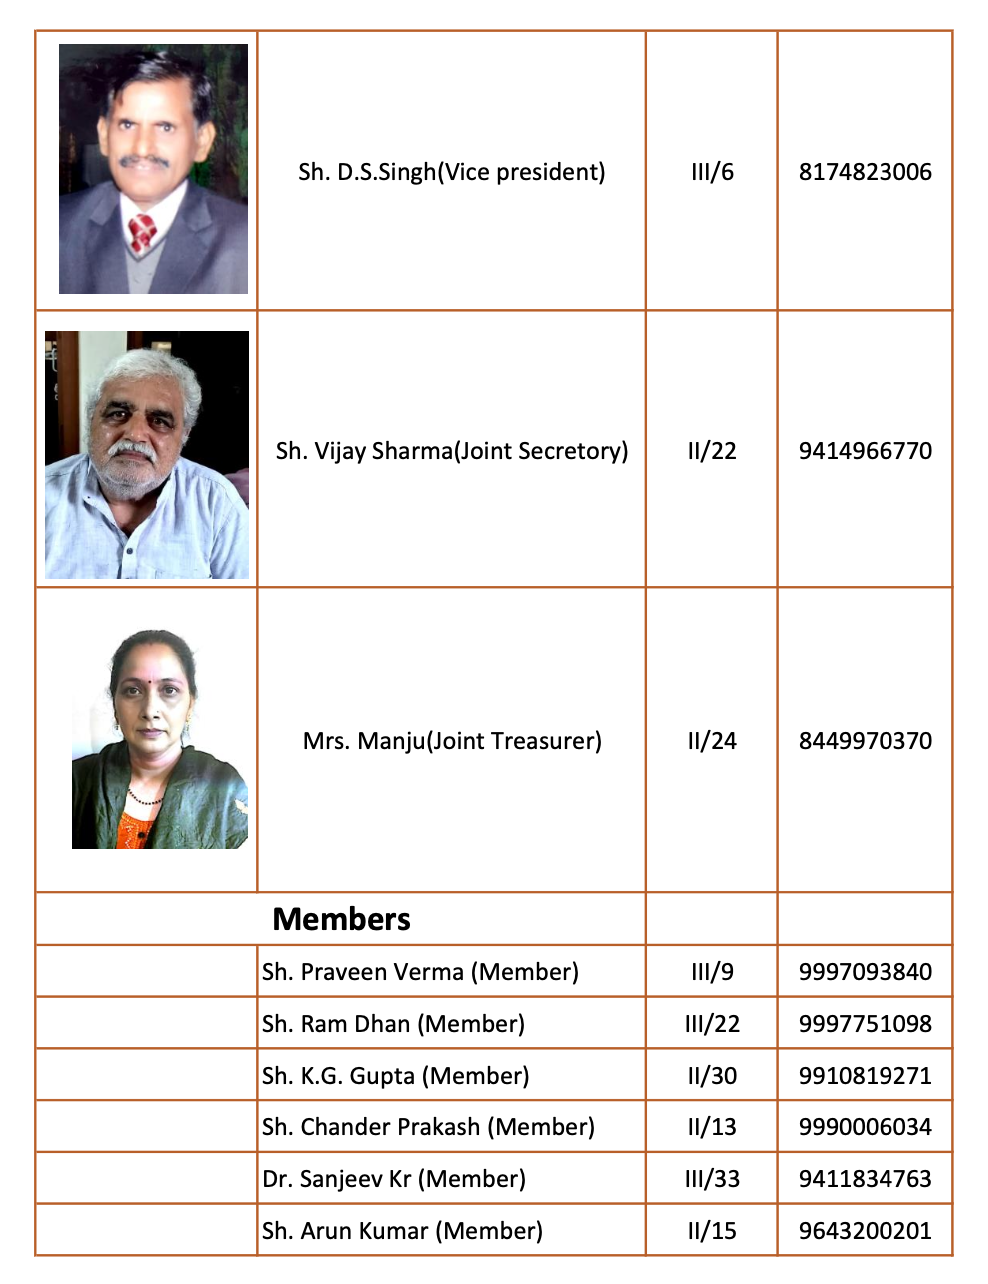 Sh. D.S.Singh(Vice president) III/6 8174823006
Sh. Vijay Sharma(Joint Secretory) II/22 9414966770
Mrs. Manju(Joint Treasurer) II/24 8449970370
Members
Sh. Praveen Verma (Member) III/9 9997093840
Sh. Ram Dhan (Member) III/22 9997751098
Sh. K.G. Gupta (Member) II/30 9910819271
Sh. Chander Prakash (Member) II/13 9990006034
Dr. Sanjeev Kr (Member) III/33 9411834763
Sh. Arun Kumar (Member) II/15 9643200201